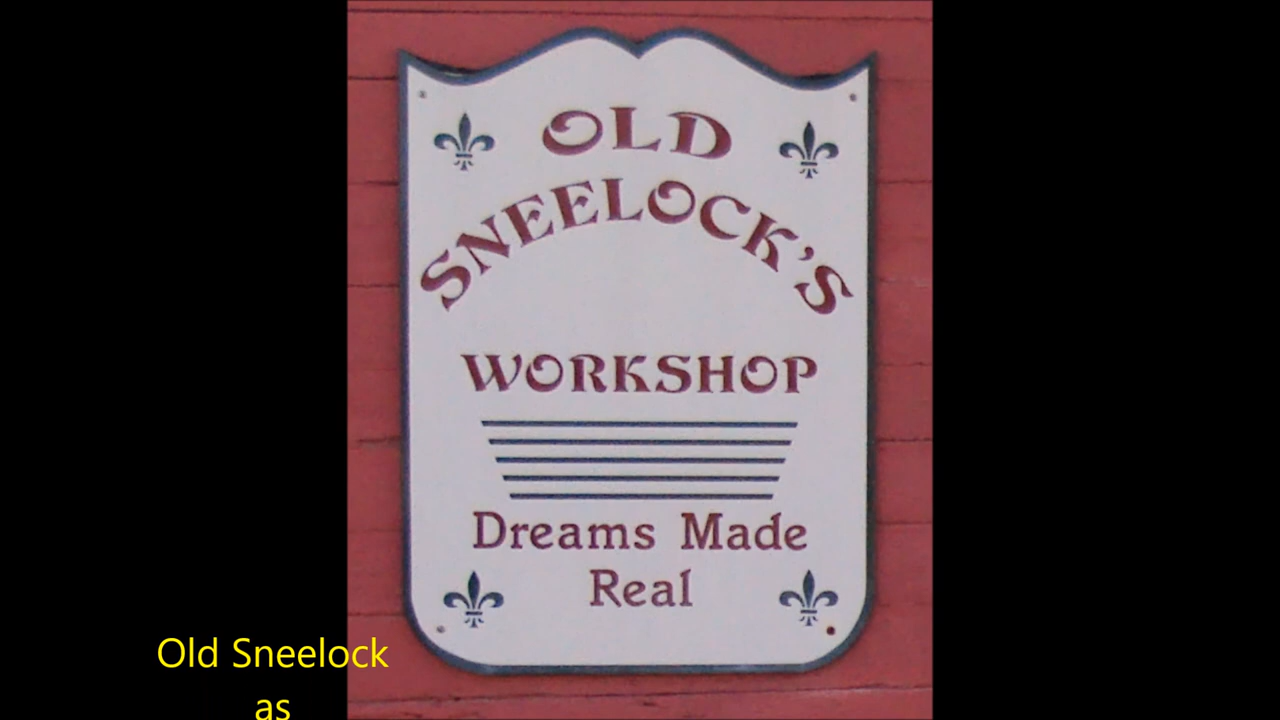 OLD
SNEELOCK'S
WORKSHOP
Dreams Made
Real
Old Sneelock
as